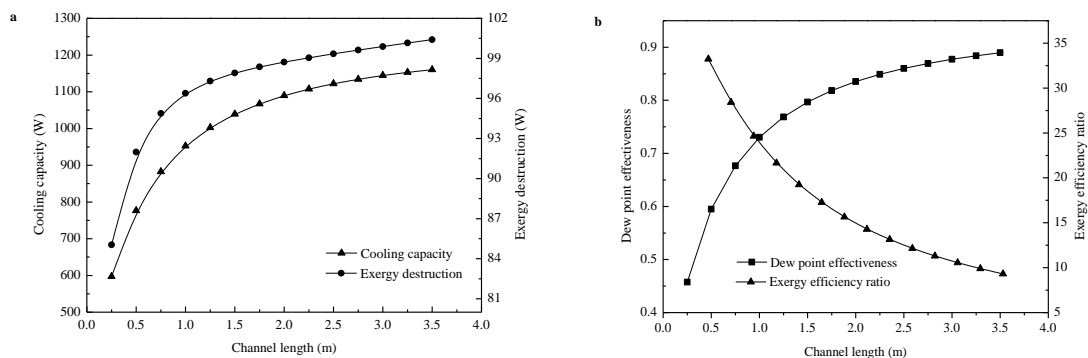 a
1300
1200
1100
1000
900
800
700
600
500
Cooling capacity (W)
102
99
96
93
90
87
84
81
Exergy destruction (W)
Cooling capacity
Exergy destruction
0.0 0.5 1.0 1.5 2.0 2.5 3.0 3.5 4.0
Channel length (m)
b
0.9
0.8
0.7
0.6
0.5
0.4
Dew point effectiveness
35
30
25
20
15
10
5
Exergy efficiency ratio
Dew point effectiveness
Exergy efficiency ratio
0.0 0.5 1.0 1.5 2.0 2.5 3.0 3.5 4.0
Channel length (m)